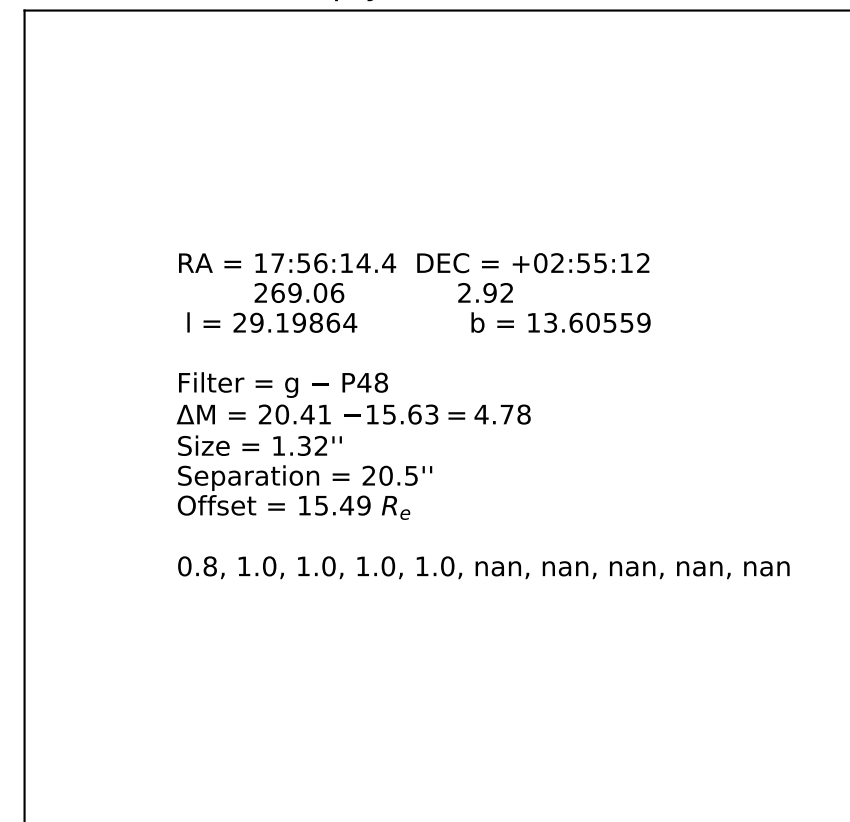 RA = 17:56:14.4 DEC = +02:55:12
269.06 2.92
l = 29.19864 b = 13.60559
Filter = g − P48
ΔM = 20.41 −15.63 = 4.78
Size = 1.32''
Separation = 20.5''
Offset = 15.49 Re
0.8, 1.0, 1.0, 1.0, 1.0, nan, nan, nan, nan, nan